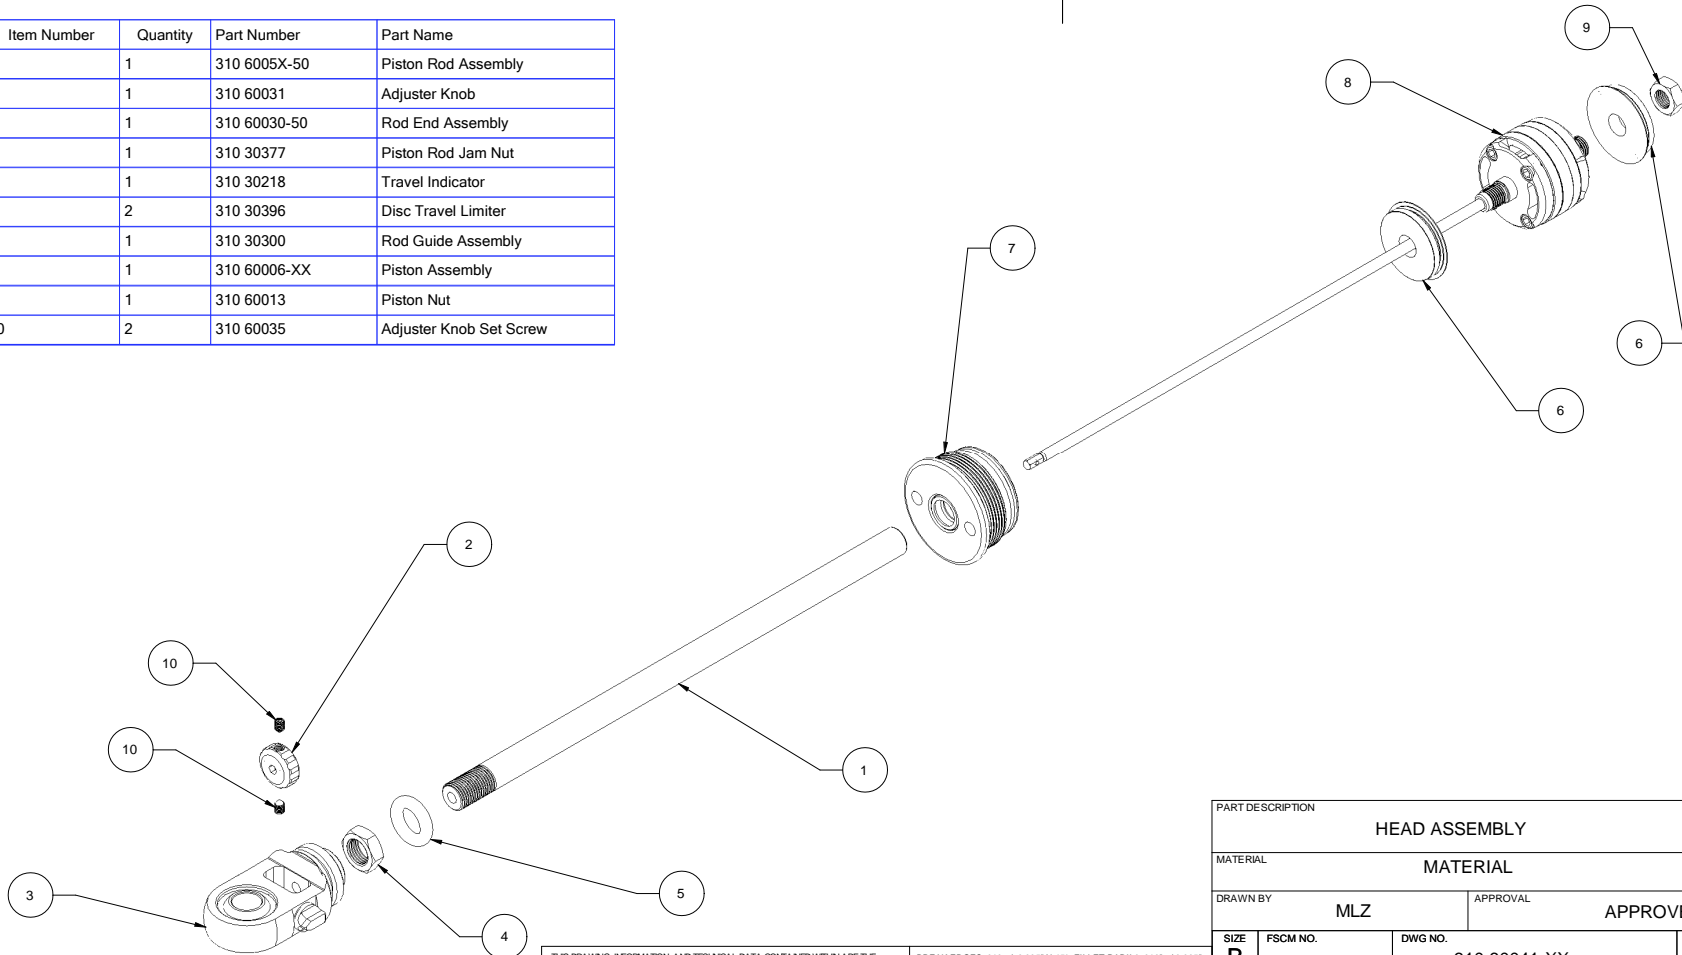 Item Number Quantity Part Number Part Name
1 310 6005X-50 Piston Rod Assembly
1 310 60031 Adjuster Knob
1 310 60030-50 Rod End Assembly
1 310 30377 Piston Rod Jam Nut
1 310 30218 Travel Indicator
2 310 30396 Disc Travel Limiter
1 310 30300 Rod Guide Assembly
1 310 60006-XX Piston Assembly
1 310 60013 Piston Nut
0 2 310 60035 Adjuster Knob Set Screw
9
8
7
6
6
2
10
10
1
3
5
4
PART DESCRIPTION
HEAD ASSEMBLY
MATERIAL
MATERIAL
DRAWN BY
MLZ
APPROVAL
SIZE
FSCM NO.
DWG NO.